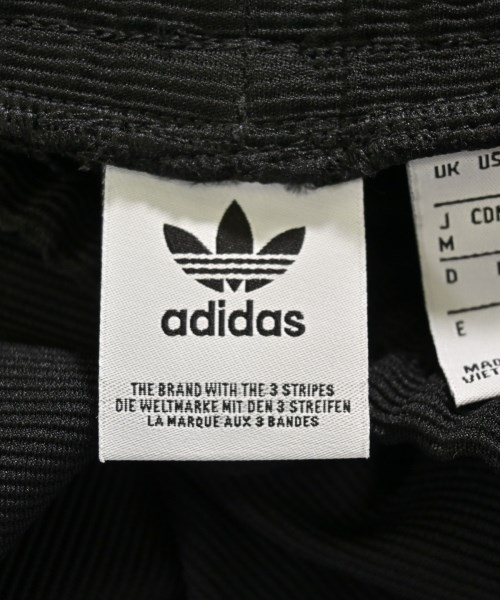 adidas
THE BRAND WITH THE 3 STRIPES
DIE WELTMARKE MIT DEN 3 STREIFEN
LA MARQUE AUX 3 BANDES
UK US
J
M
D
E